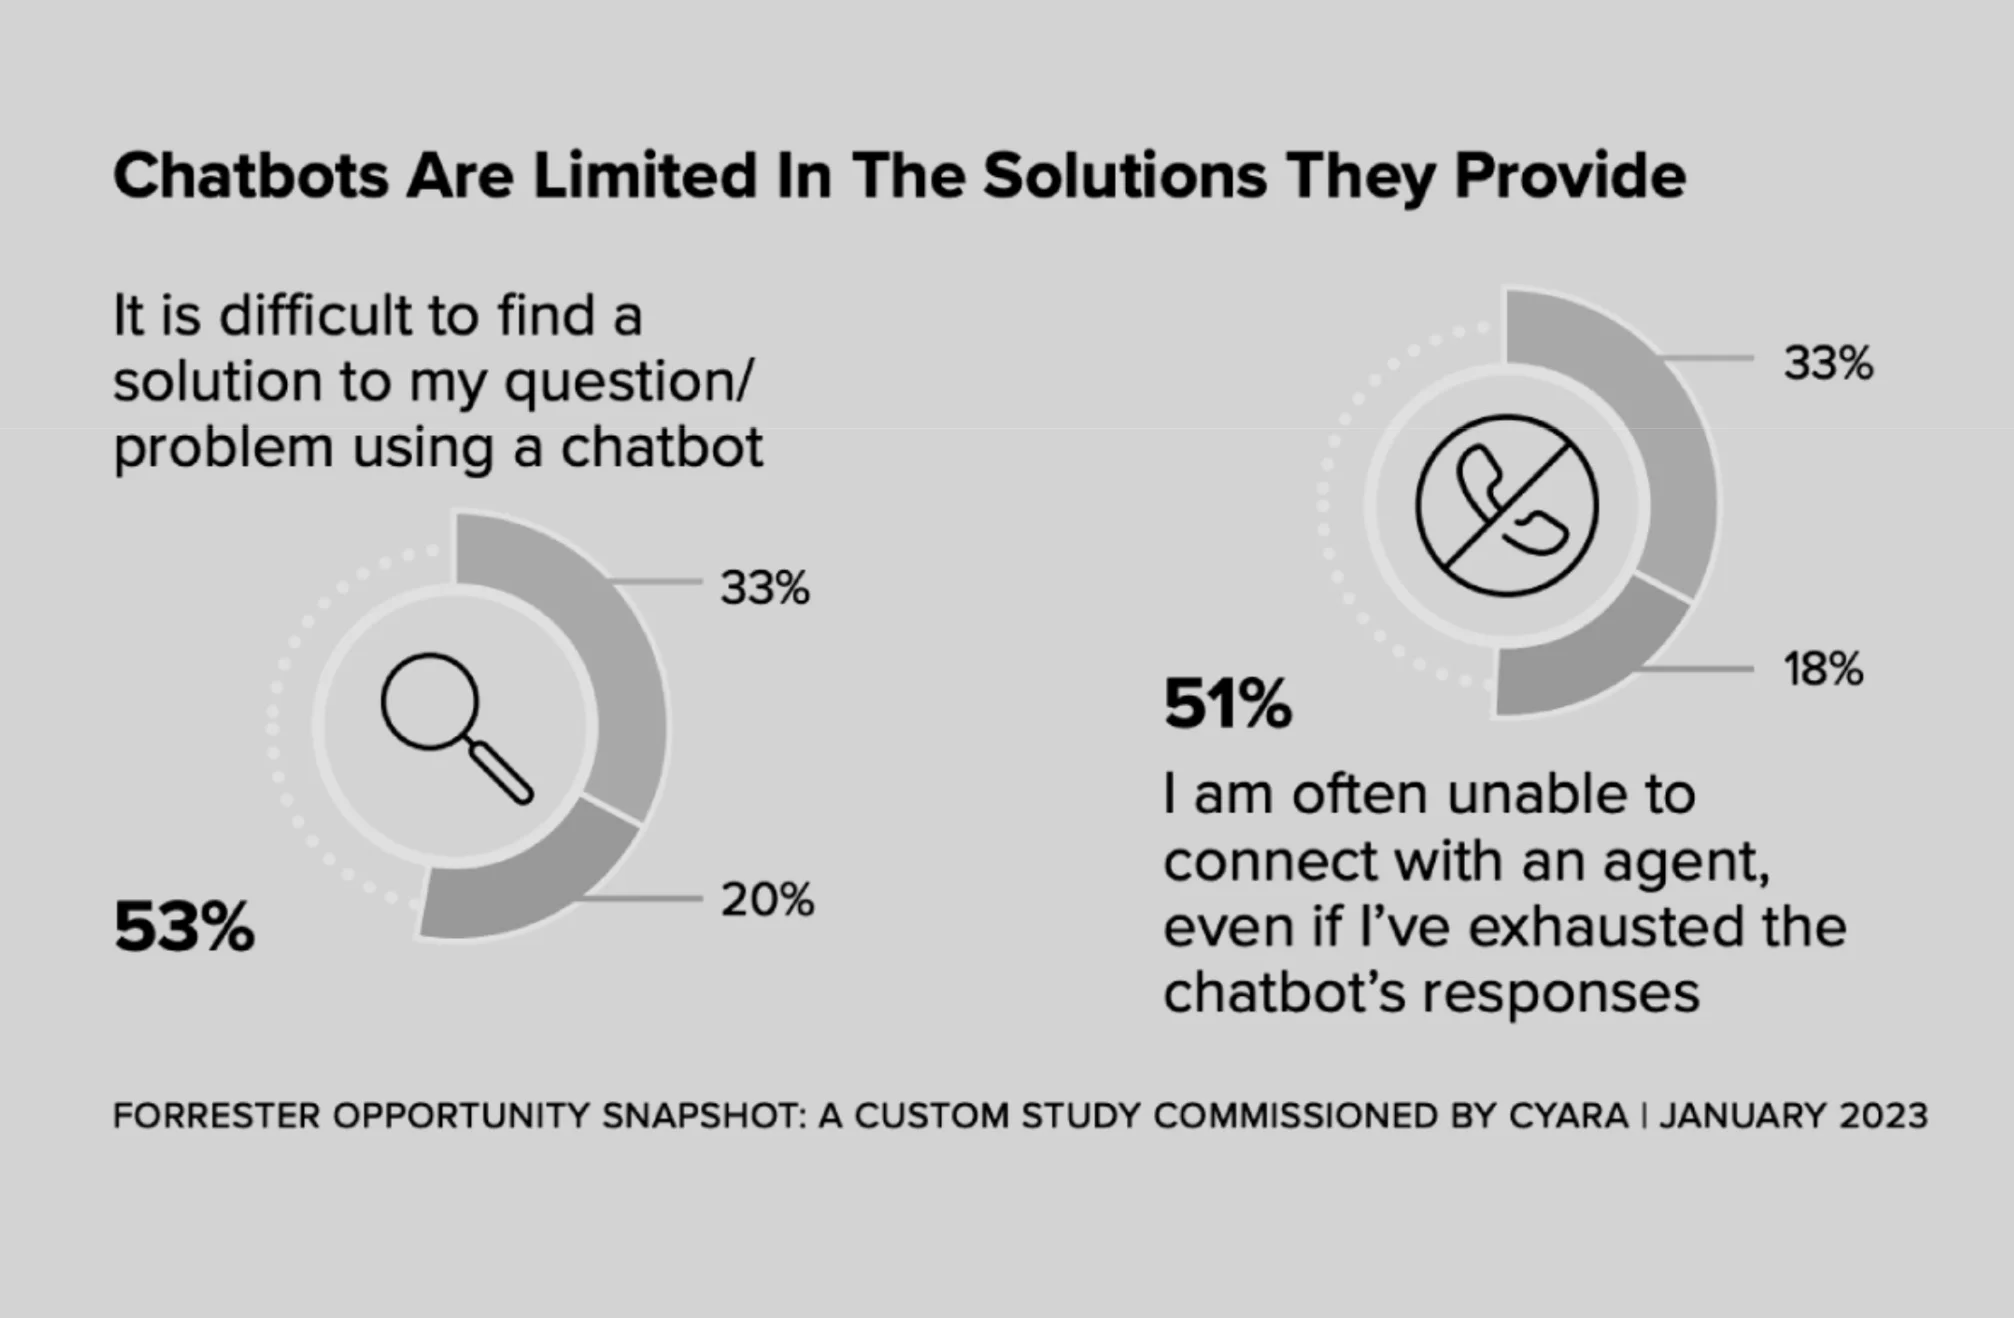 Chatbots Are Limited In The Solutions They Provide
It is difficult to find a
solution to my question/
problem using a chatbot
33%
20%
53%
33%
18%
51%
I am often unable to
connect with an agent,
even if I’ve exhausted the
chatbot’s responses
FORRESTER OPPORTUNITY SNAPSHOT: A CUSTOM STUDY COMMISSIONED BY CYARA | JANUARY 2023